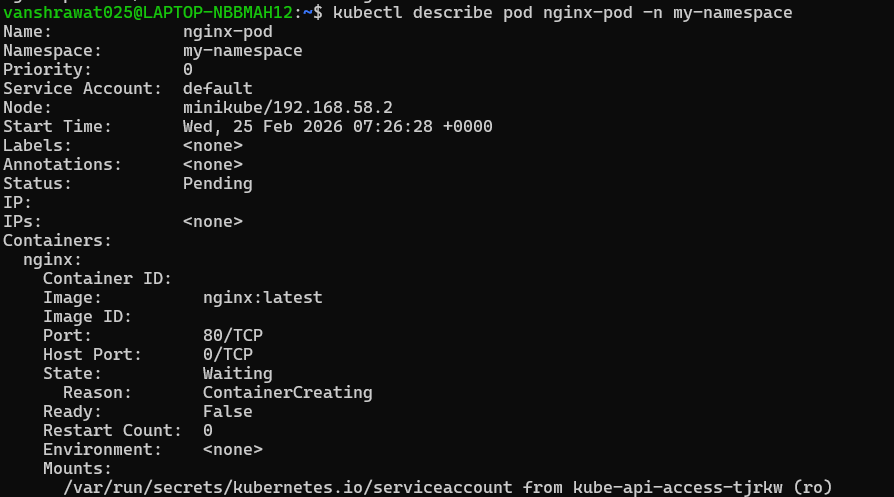 vanshrawat025@LAPTOP-NBBMAH12:~$ kubectl describe pod nginx-pod -n my-namespace
Name:             nginx-pod
Namespace:        my-namespace
Priority:         0
Service Account:  default
Node:             minikube/192.168.58.2
Start Time:       Wed, 25 Feb 2026 07:26:28 +0000
Labels:           <none>
Annotations:      <none>
Status:           Pending
IP:
IPs:              <none>
Containers:
  nginx:
    Container ID:
    Image:          nginx:latest
    Image ID:
    Port:           80/TCP
    Host Port:      0/TCP
    State:          Waiting
      Reason:       ContainerCreating
    Ready:          False
    Restart Count:  0
    Environment:    <none>
    Mounts:
      /var/run/secrets/kubernetes.io/serviceaccount from kube-api-access-tjrkw (ro)